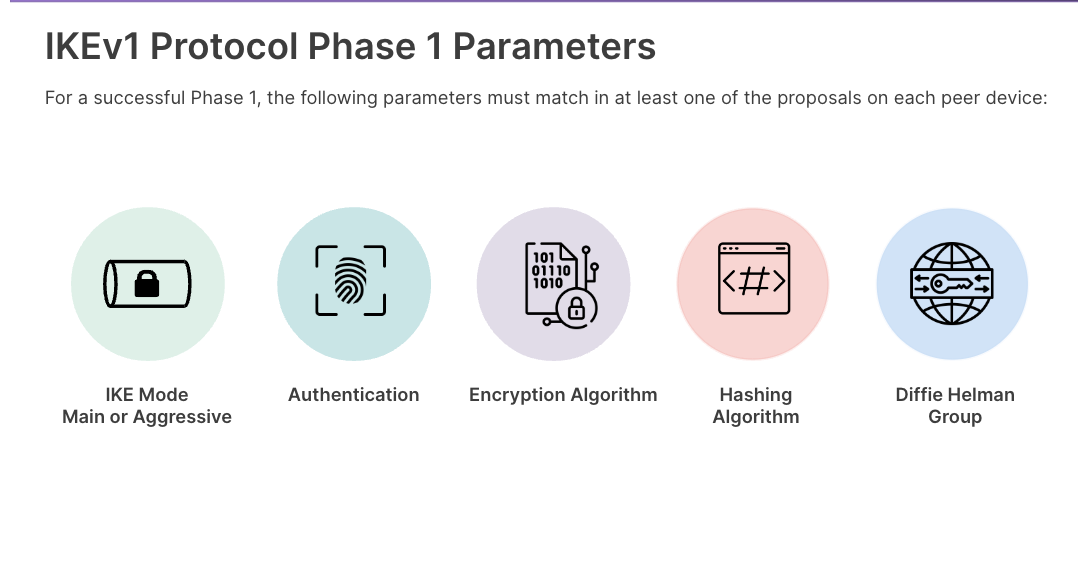 IKEv1 Protocol Phase 1 Parameters
For a successful Phase 1, the following parameters must match in at least one of the proposals on each peer device:
101
01110
1010
<#>
IKE Mode
Main or Aggressive
Authentication
Encryption Algorithm
Hashing
Algorithm
Diffie Helman
Group